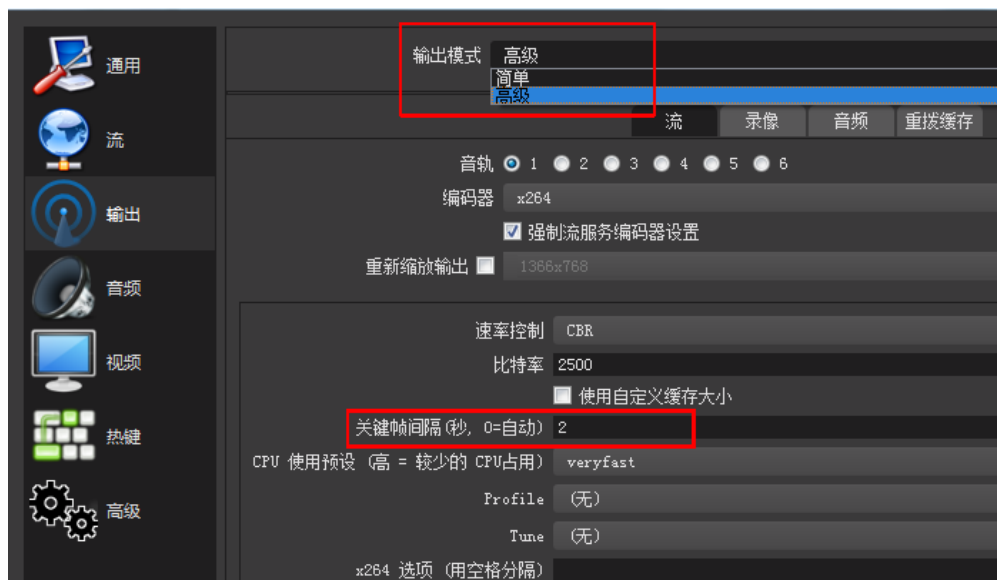 通用
流
输出
音频
视频
热键
高级
输出模式 高级
简单
高级
流 录像 音频 重拨缓存
音轨 1 2 3 4 5 6
编码器 x264
强制流服务编码器设置
重新缩放输出 1366x768
速率控制 CBR
比特率 2500
使用自定义缓存大小
关键帧间隔(秒, 0=自动) 2
CPU 使用预设 (高 = 较少的 CPU占用) veryfast
Profile (无)
Tune (无)
x264 选项 (用空格分隔)